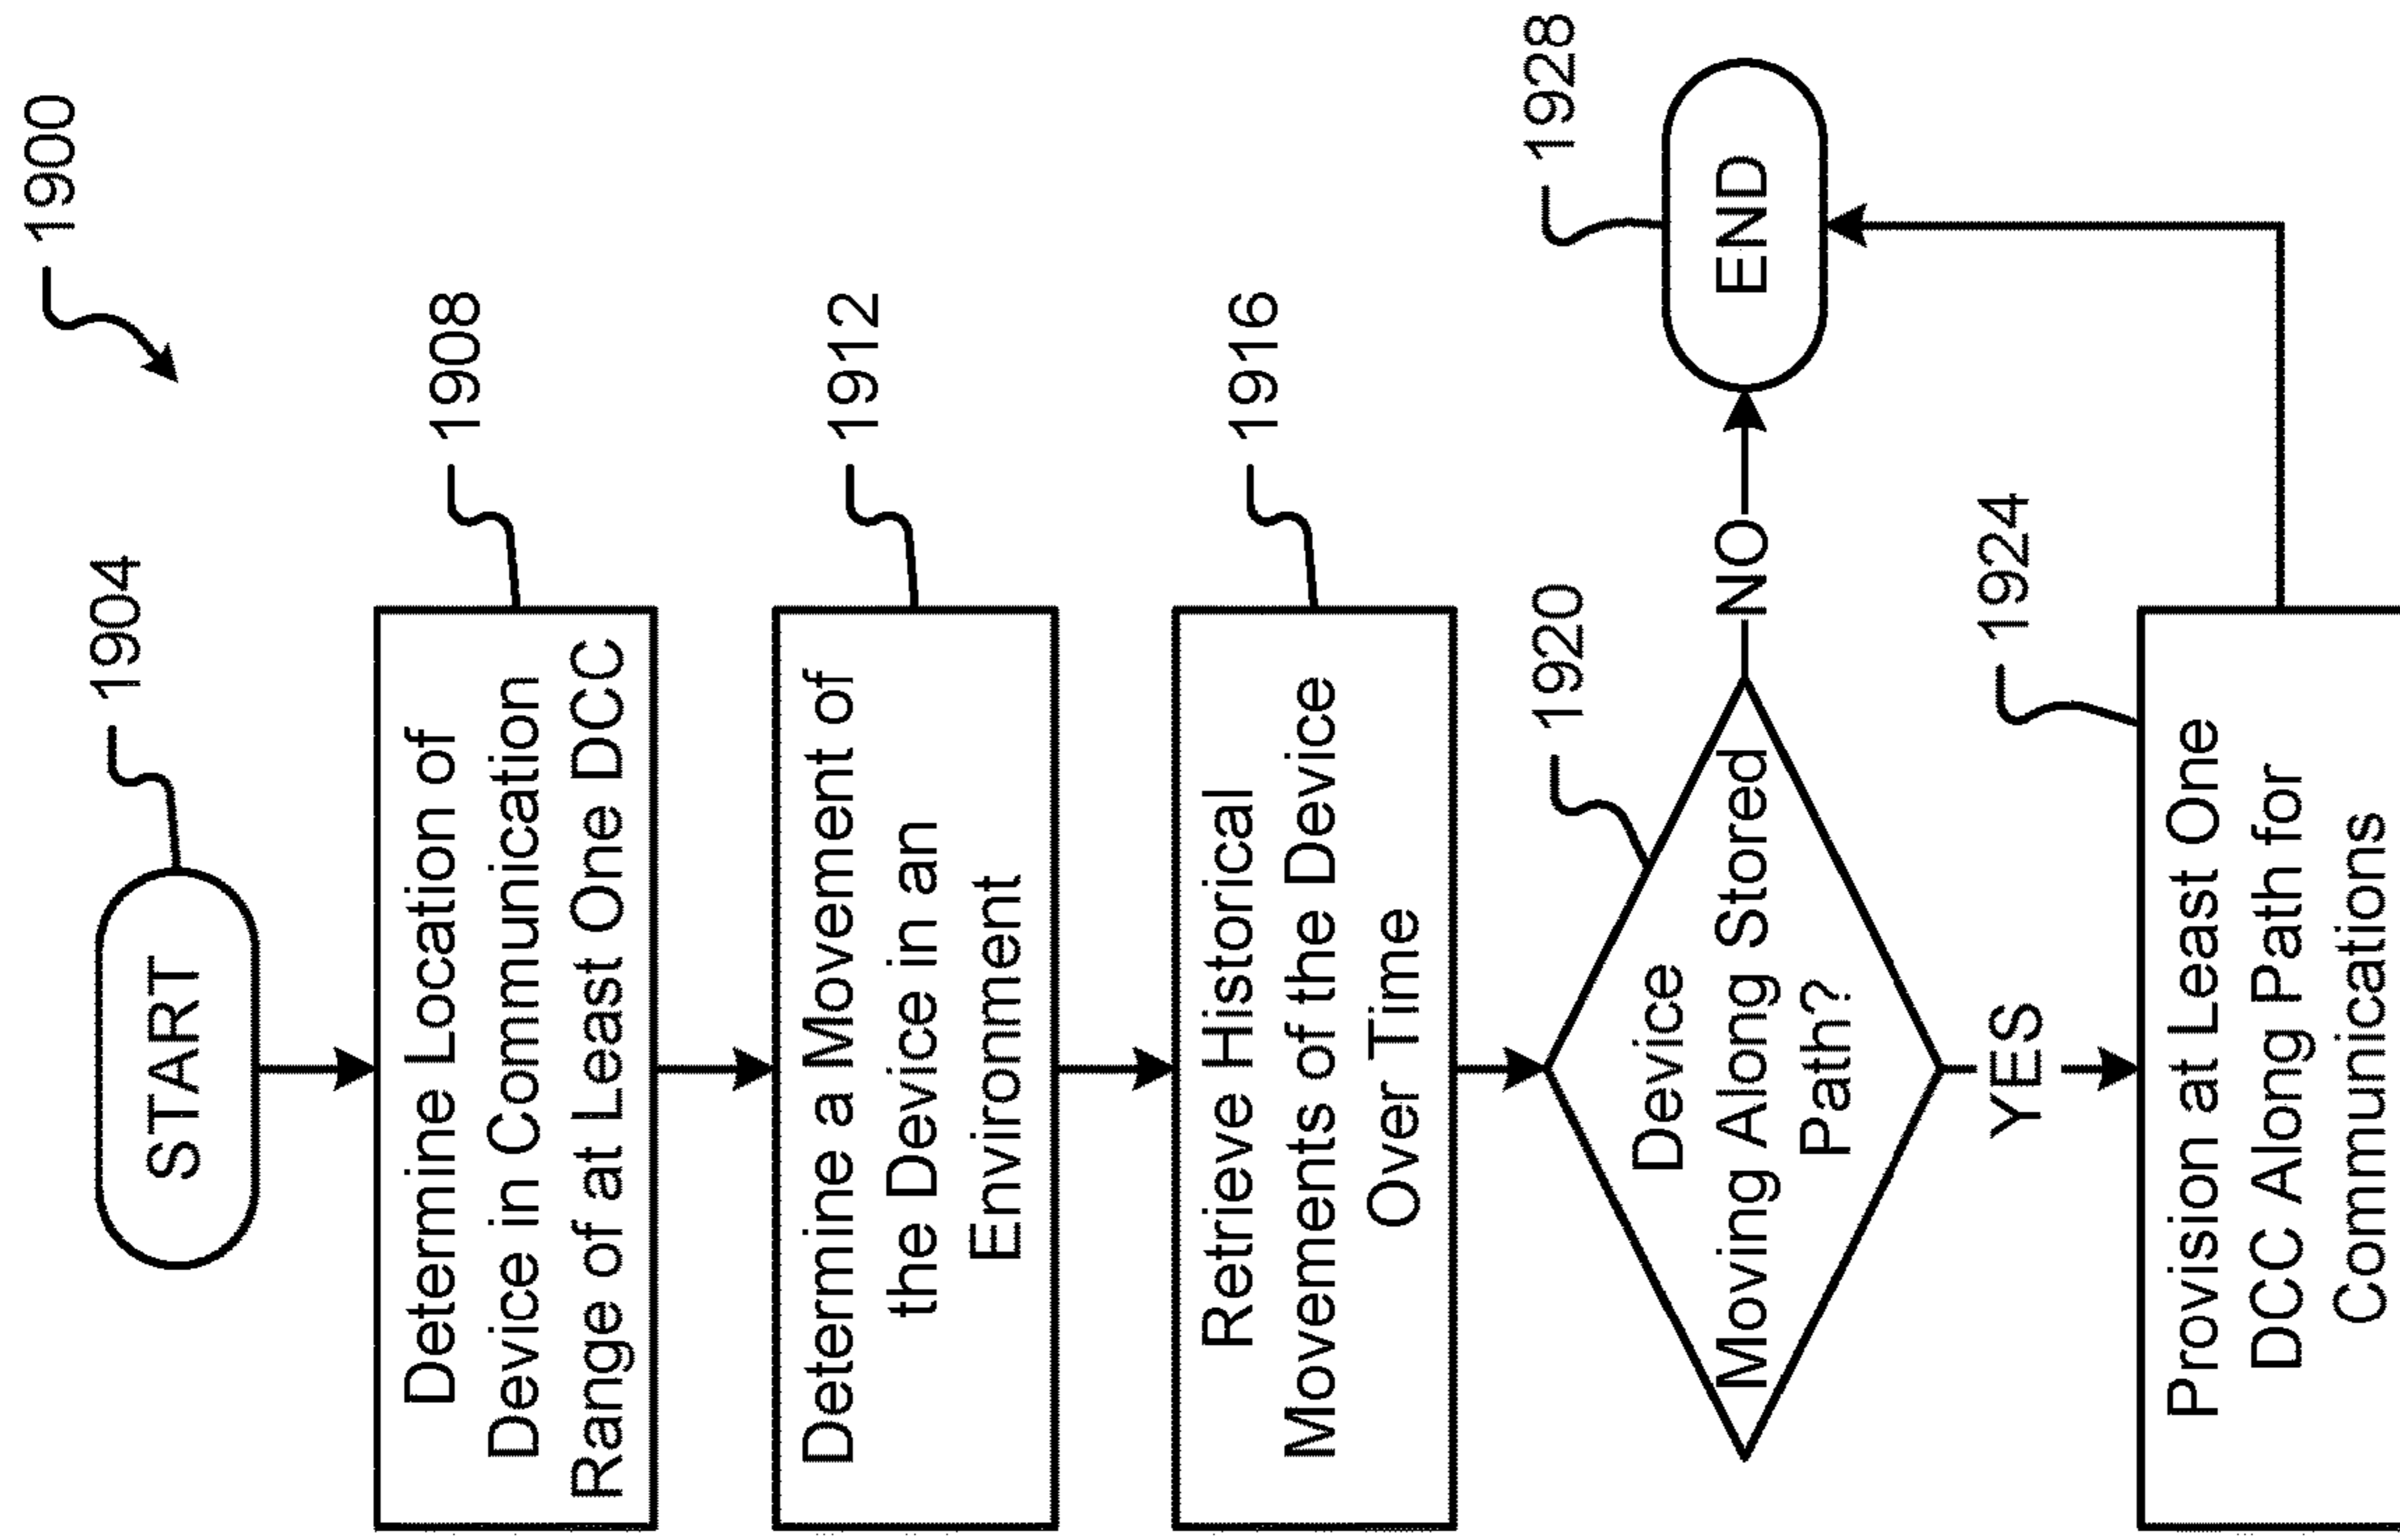 1900
START
1904
Determine Location of
Device in Communication
Range of at Least One DCC
1908
Determine a Movement of
the Device in an
Environment
1912
Retrieve Historical
Movements of the Device
Over Time
1916
Device
Moving Along Stored
Path?
1920
NO
END
1928
YES
Provision at Least One
DCC Along Path for
Communications
1924